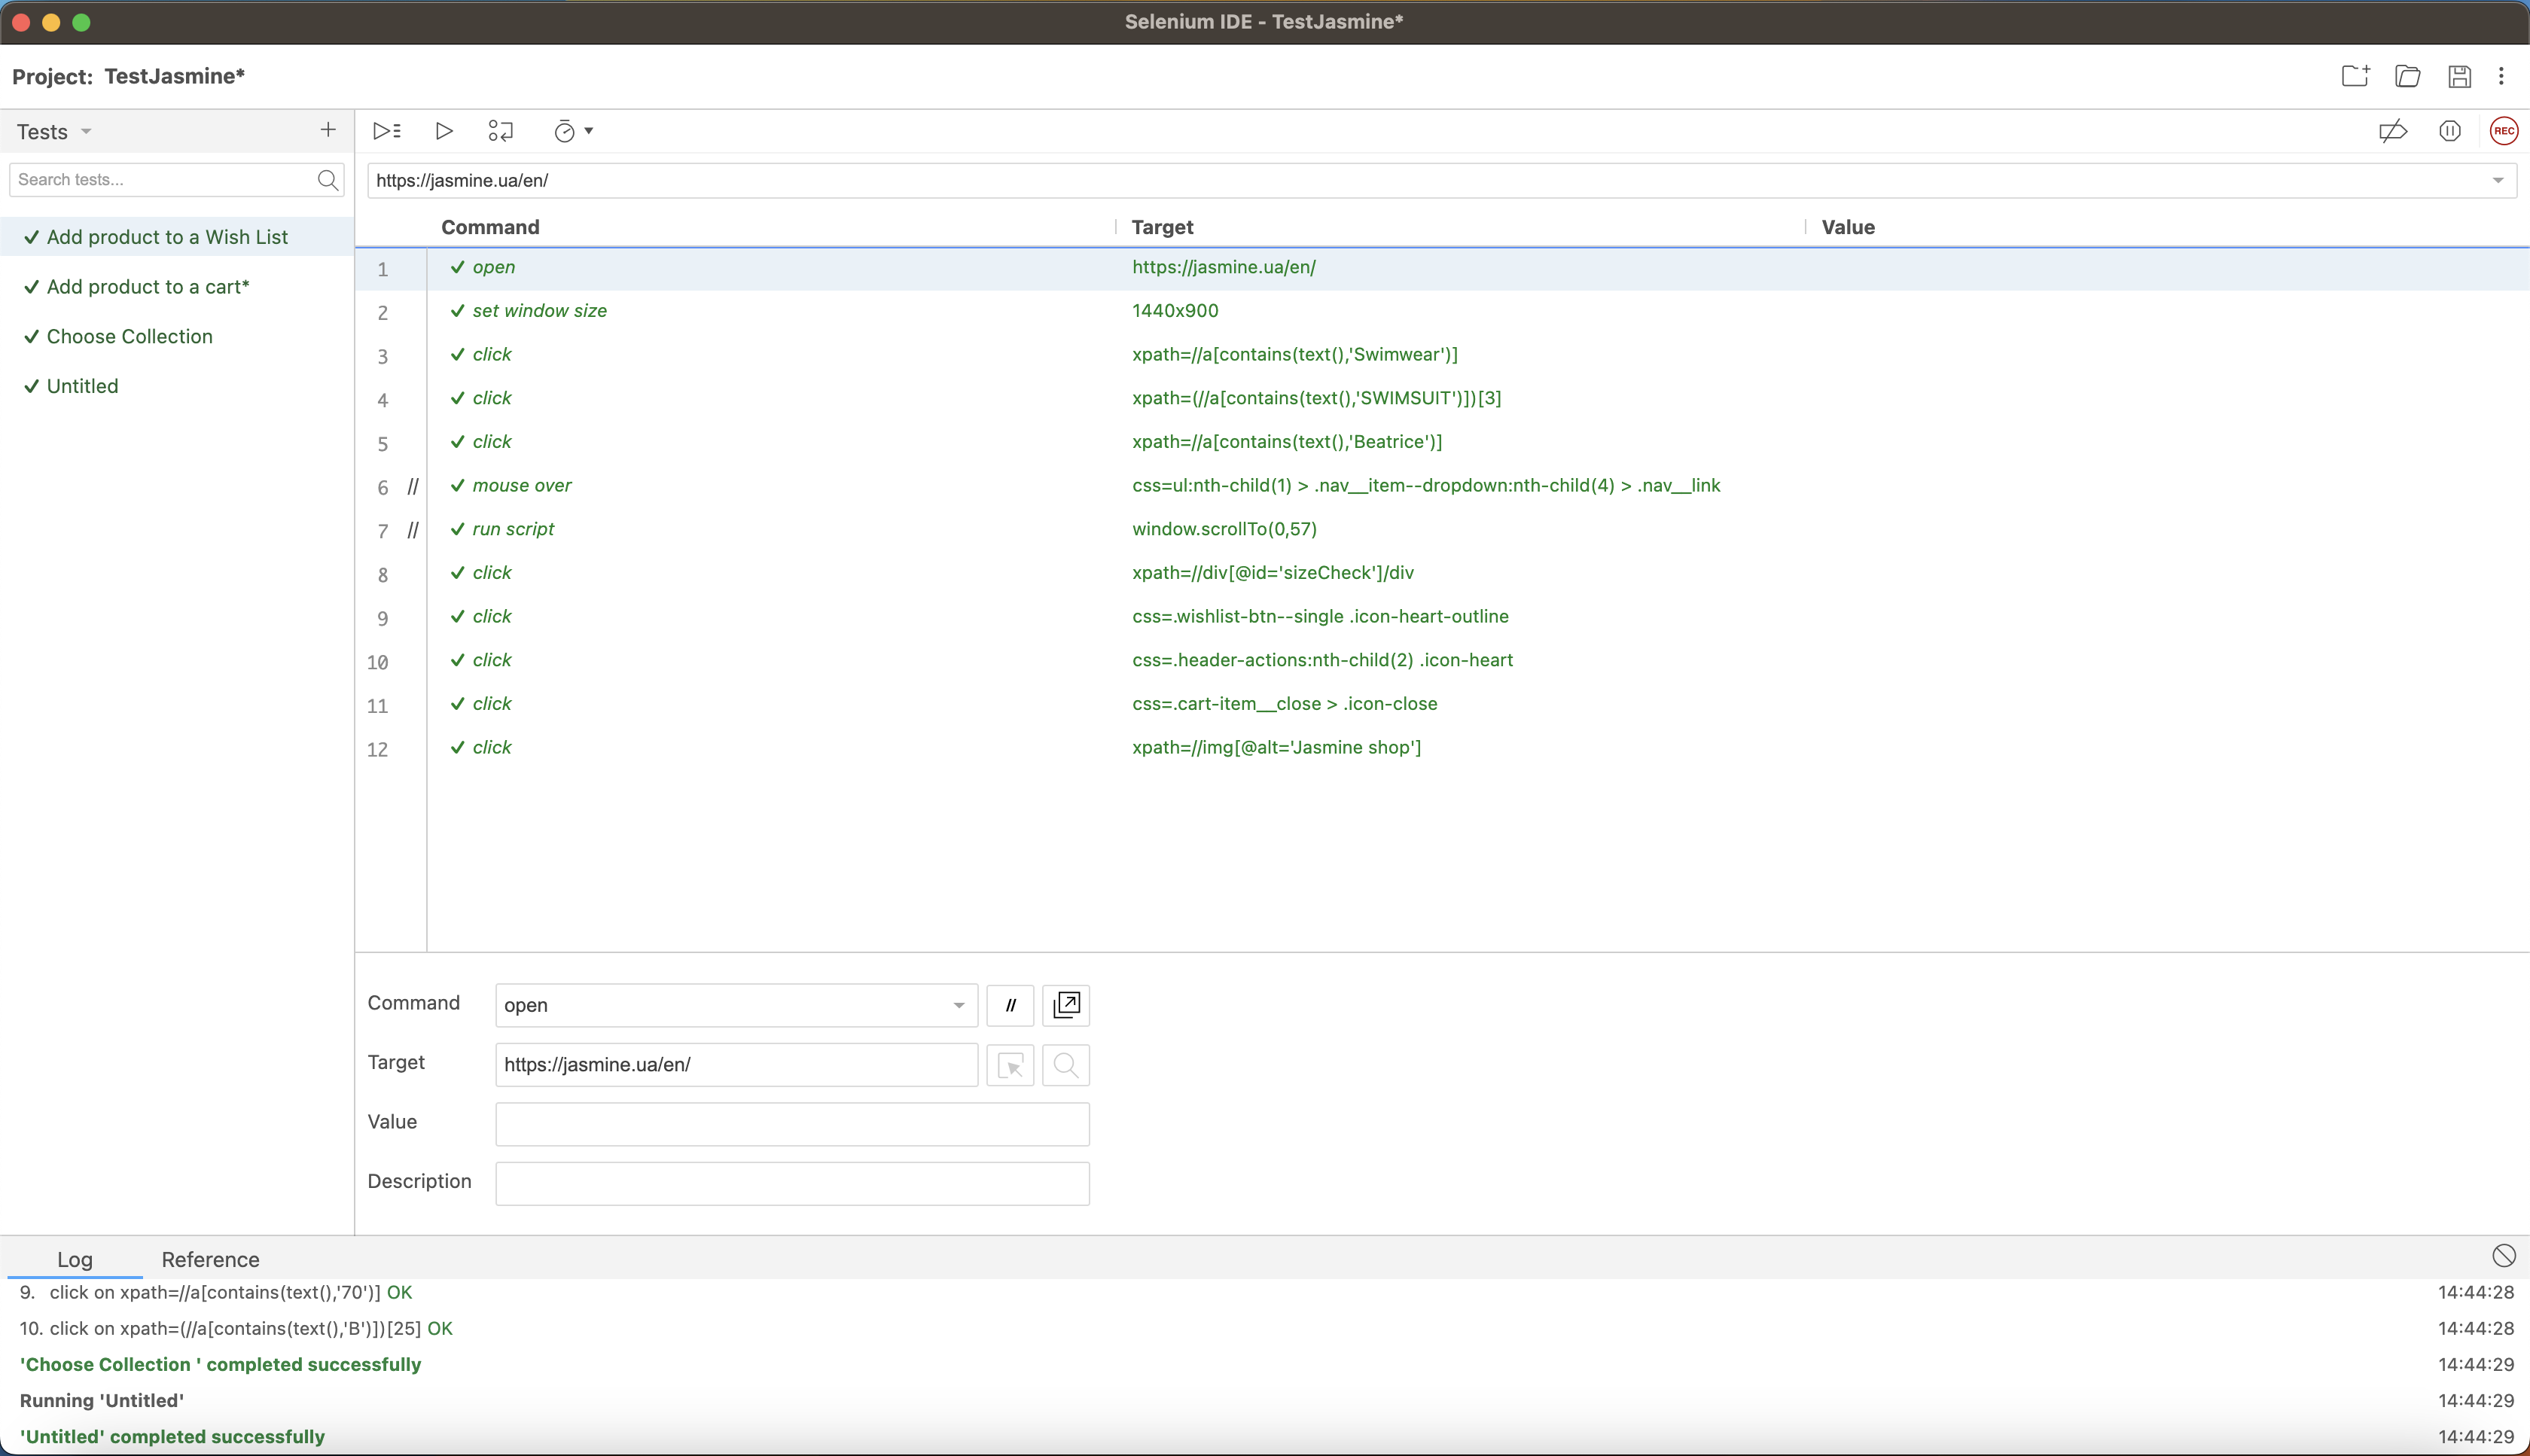 Selenium IDE - TestJasmine*
Project: TestJasmine*
Tests
REC
Search tests...
https://jasmine.ua/en/
Command Target Value
Add product to a Wish List
Add product to a cart*
Choose Collection
Untitled
1 open https://jasmine.ua/en/
2 set window size 1440x900
3 click xpath=//a[contains(text(),'Swimwear')]
4 click xpath=(//a[contains(text(),'SWIMSUIT')])[3]
5 click xpath=//a[contains(text(),'Beatrice')]
6 // mouse over css=ul:nth-child(1) > .nav__item--dropdown:nth-child(4) > .nav__link
7 // run script window.scrollTo(0,57)
8 click xpath=//div[@id='sizeCheck']/div
9 click css=.wishlist-btn--single .icon-heart-outline
10 click css=.header-actions:nth-child(2) .icon-heart
11 click css=.cart-item__close > .icon-close
12 click xpath=//img[@alt='Jasmine shop']
Command open //
Target https://jasmine.ua/en/
Value
Description
Log Reference
9. click on xpath=//a[contains(text(),'70')] OK 14:44:28
10. click on xpath=(//a[contains(text(),'B')])[25] OK 14:44:28
'Choose Collection ' completed successfully 14:44:29
Running 'Untitled' 14:44:29
'Untitled' completed successfully 14:44:29